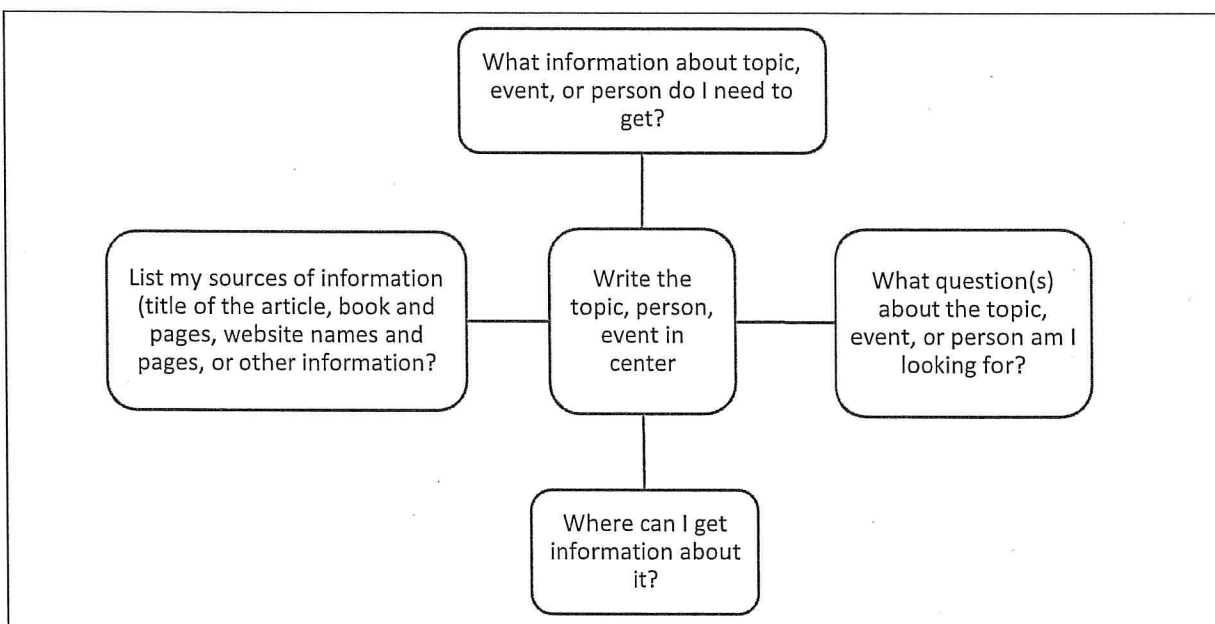 What information about topic,
event, or person do I need to
get?
List my sources of information
(title of the article, book and
pages, website names and
pages, or other information?
Write the
topic, person,
event in
center
What question(s)
about the topic,
event, or person am I
looking for?
Where can I get
information about
it?